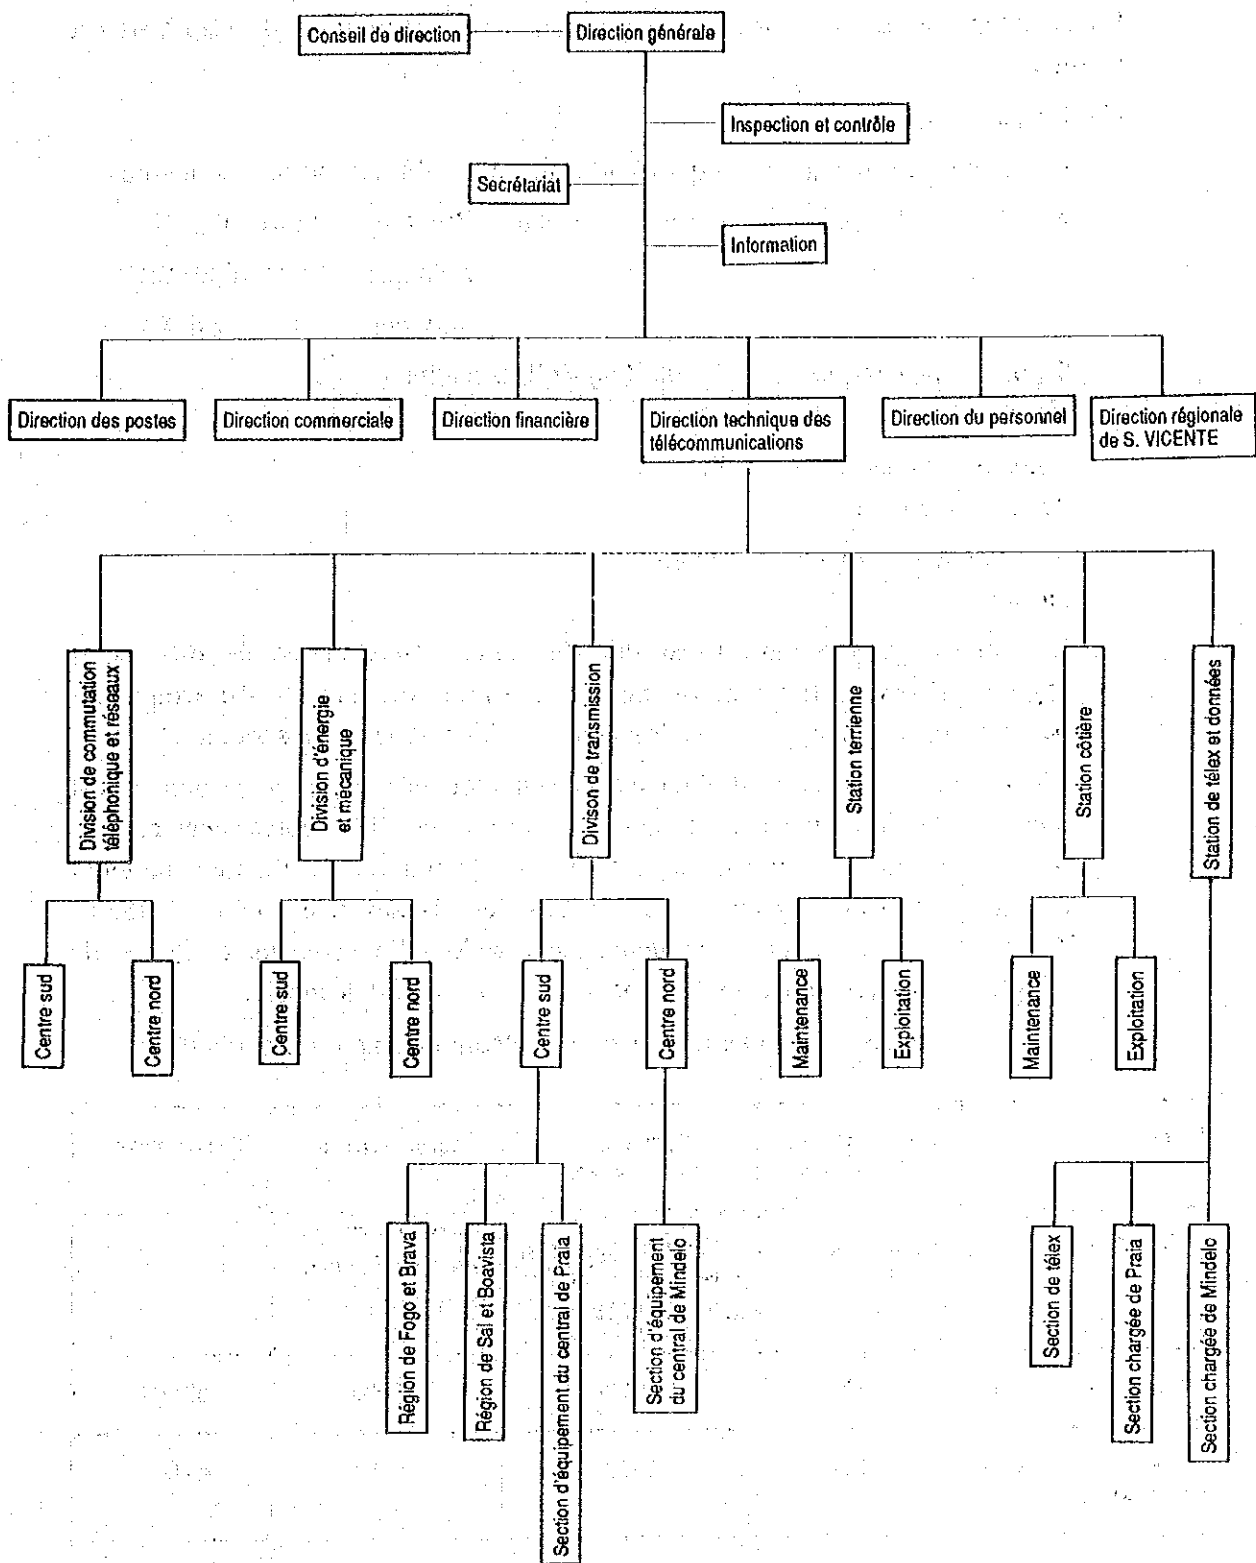 Conseil de direction
Direction générale
Inspection et contrôle
Secrétariat
Information
Direction des postes
Direction commerciale
Direction financière
Direction technique des
télécommunications
Direction du personnel
Direction régionale
de S. VICENTE
Division de commutation
téléphonique et réseaux
Division d'énergie
et mécanique
Divison de transmission
Station terrienne
Station côtière
Station de télex et données
Centre sud
Centre nord
Centre sud
Centre nord
Centre sud
Centre nord
Maintenance
Exploitation
Maintenance
Exploitation
Région de Fogo et Brava
Région de Sal et Boavista
Section d'équipement du central de Praia
Section d'équipement
du central de Mindelo
Section de télex
Section chargée de Praia
Section chargée de Mindelo